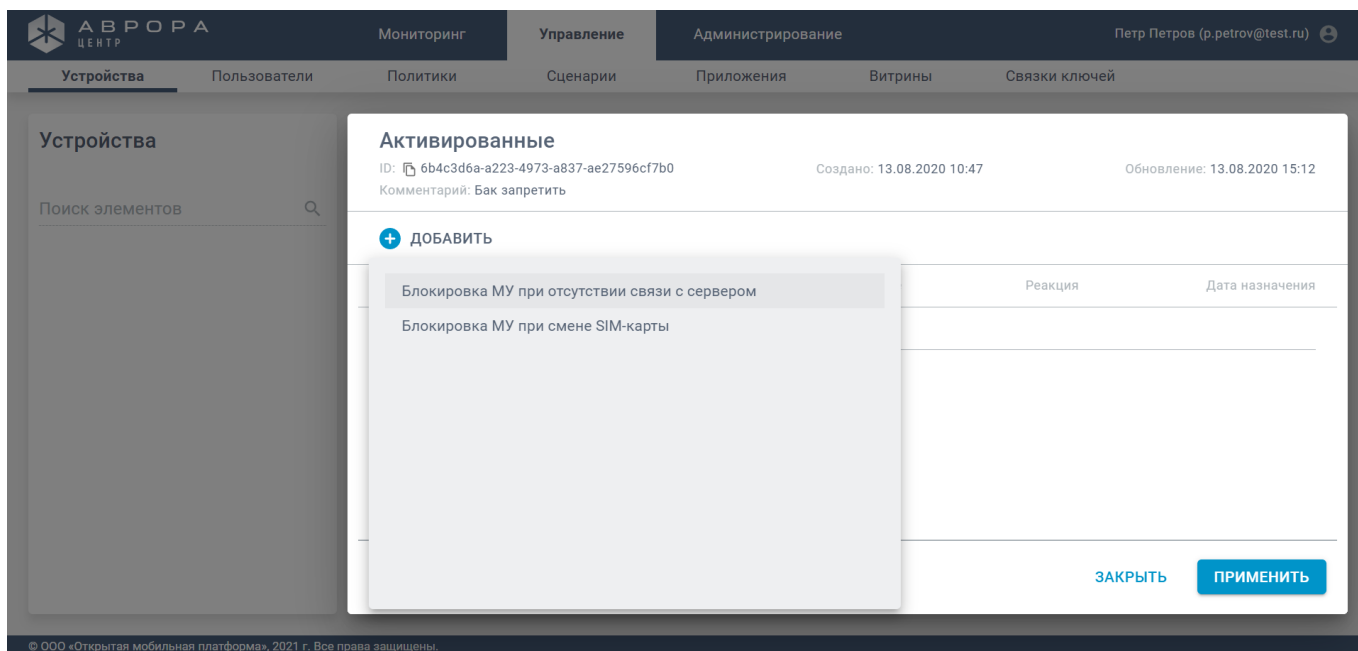 АВРОРА
ЦЕНТР
Мониторинг
Управление
Администрирование
Петр Петров (p.petrov@test.ru)
Устройства
Пользователи
Политики
Сценарии
Приложения
Витрины
Связки ключей
Устройства
Поиск элементов
Активированные
ID: 6b4c3d6a-a223-4973-a837-ae27596cf7b0
Создано: 13.08.2020 10:47
Обновление: 13.08.2020 15:12
Комментарий: Бак запретить
ДОБАВИТЬ
Реакция
Дата назначения
Блокировка МУ при отсутствии связи с сервером
Блокировка МУ при смене SIM-карты
ЗАКРЫТЬ
ПРИМЕНИТЬ
© ООО «Открытая мобильная платформа», 2021 г. Все права защищены.